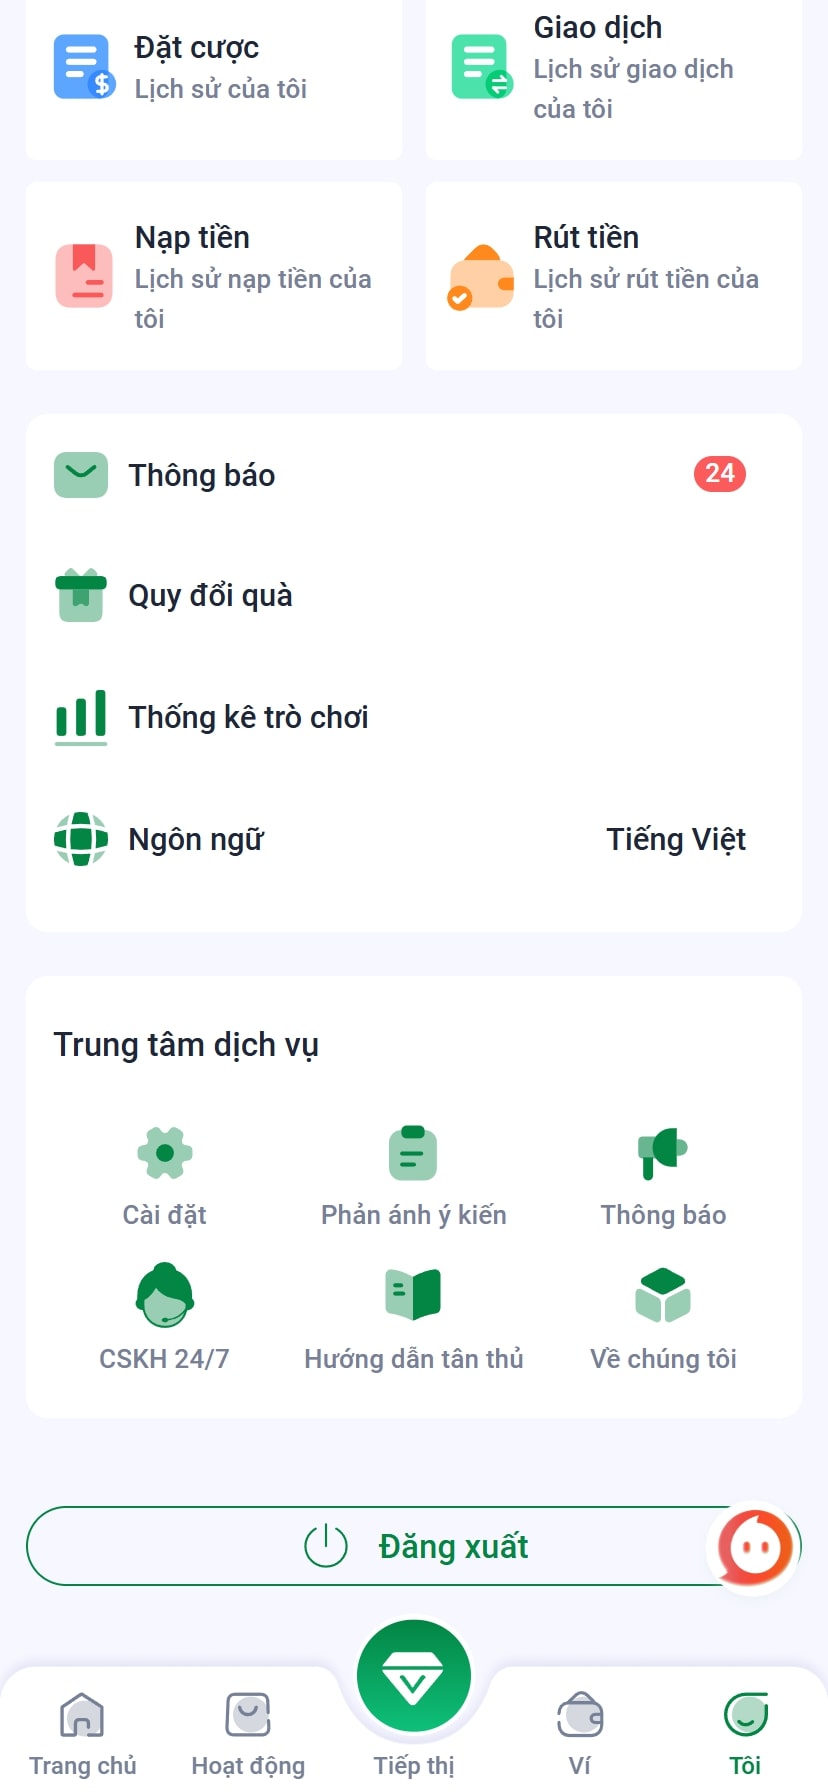 Đặt cược
Lịch sử của tôi
Giao dịch
Lịch sử giao dịch
của tôi
Nạp tiền
Lịch sử nạp tiền của
tôi
Rút tiền
Lịch sử rút tiền của
tôi
Thông báo
24
Quy đổi quà
Thống kê trò chơi
Ngôn ngữ
Tiếng Việt
Trung tâm dịch vụ
Cài đặt
Phản ánh ý kiến
Thông báo
CSKH 24/7
Hướng dẫn tân thủ
Về chúng tôi
Đăng xuất
Trang chủ
Hoạt động
Tiếp thị
Ví
Tôi